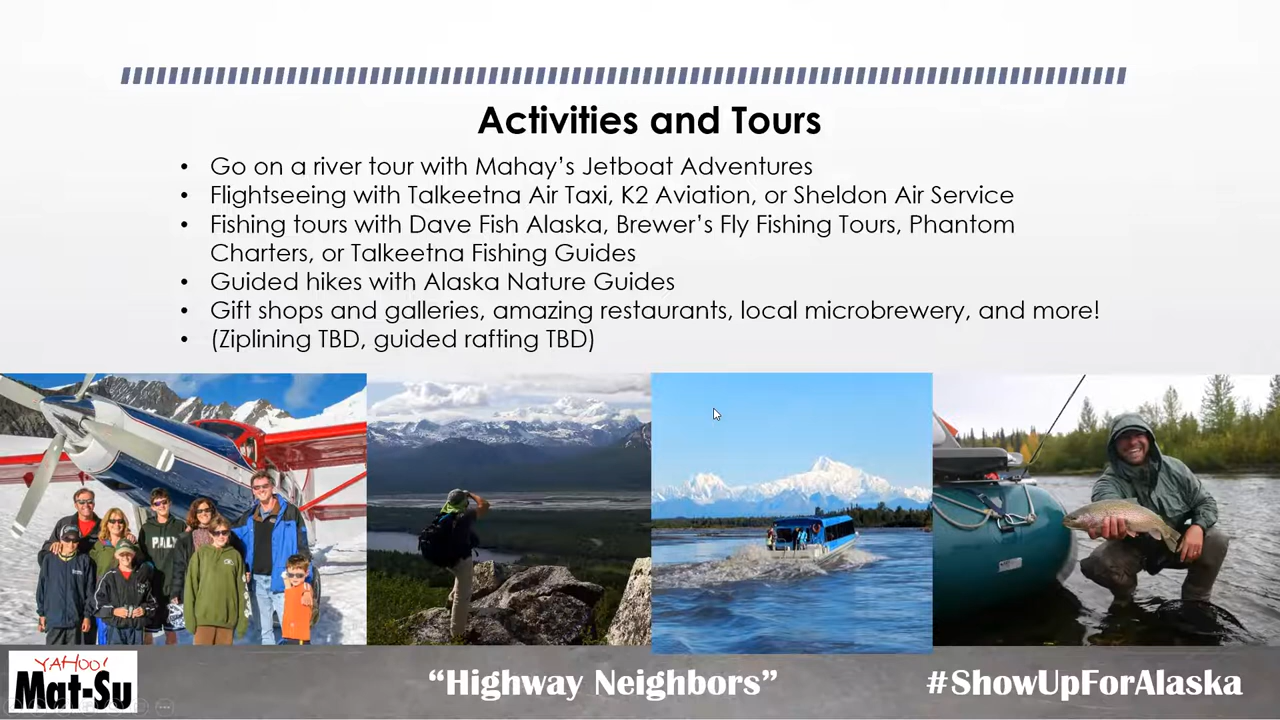 Activities and Tours
• Go on a river tour with Mahay's Jetboat Adventures
• Flightseeing with Talkeetna Air Taxi, K2 Aviation, or Sheldon Air Service
• Fishing tours with Dave Fish Alaska, Brewer's Fly Fishing Tours, Phantom
Charters, or Talkeetna Fishing Guides
• Guided hikes with Alaska Nature Guides
• Gift shops and galleries, amazing restaurants, local microbrewery, and more!
• (Ziplining TBD, guided rafting TBD)
PALY
YAHOO!
Mat-Su
“Highway Neighbors”
#ShowUpForAlaska